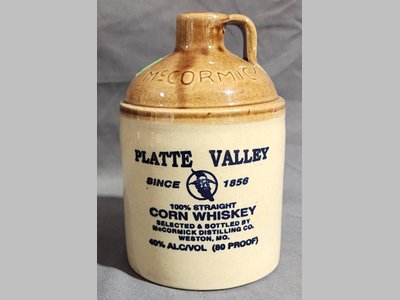 McCORMICK
PLATTE VALLEY
SINCE 1856
100% STRAIGHT
CORN WHISKEY
SELECTED & BOTTLED BY
McCORMICK DISTILLING CO.
WESTON, MO.
40% ALC/VOL (80 PROOF)